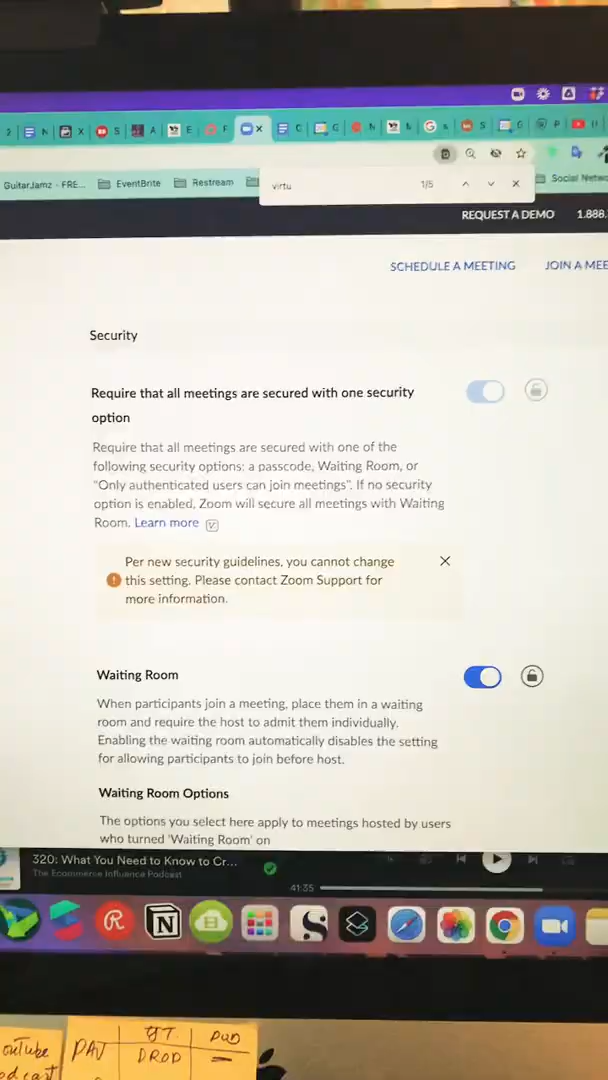 GuitarJamz - FRE...
EventBrite
Restream
virtu
1/5
Social Netwo
REQUEST A DEMO
1.888.
SCHEDULE A MEETING
JOIN A MEE
Security
Require that all meetings are secured with one security
option
Require that all meetings are secured with one of the
following security options: a passcode, Waiting Room, or
"Only authenticated users can join meetings". If no security
option is enabled, Zoom will secure all meetings with Waiting
Room. Learn more
Per new security guidelines, you cannot change
this setting. Please contact Zoom Support for
more information.
Waiting Room
When participants join a meeting, place them in a waiting
room and require the host to admit them individually.
Enabling the waiting room automatically disables the setting
for allowing participants to join before host.
Waiting Room Options
The options you select here apply to meetings hosted by users
who turned 'Waiting Room' on
320: What You Need to Know to Cr...
The Ecommerce Influence Podcast
41:35
DROD